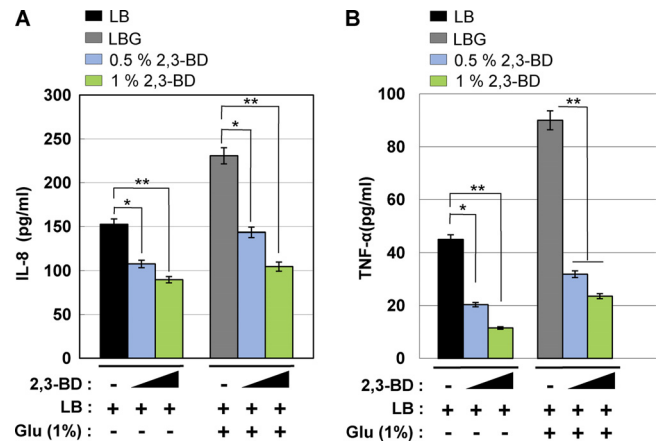 A
LB
LBG
0.5 % 2,3-BD
1 % 2,3-BD
300
250
200
150
100
50
0
IL-8 (pg/ml)
*
**
*
**
2,3-BD : - -
LB : + + + + + +
Glu (1%) : - - - + + +
B
LB
LBG
0.5 % 2,3-BD
1 % 2,3-BD
100
80
60
40
20
0
TNF-α(pg/ml)
*
**
**
2,3-BD : - -
LB : + + + + + +
Glu (1%) : - - - + + +